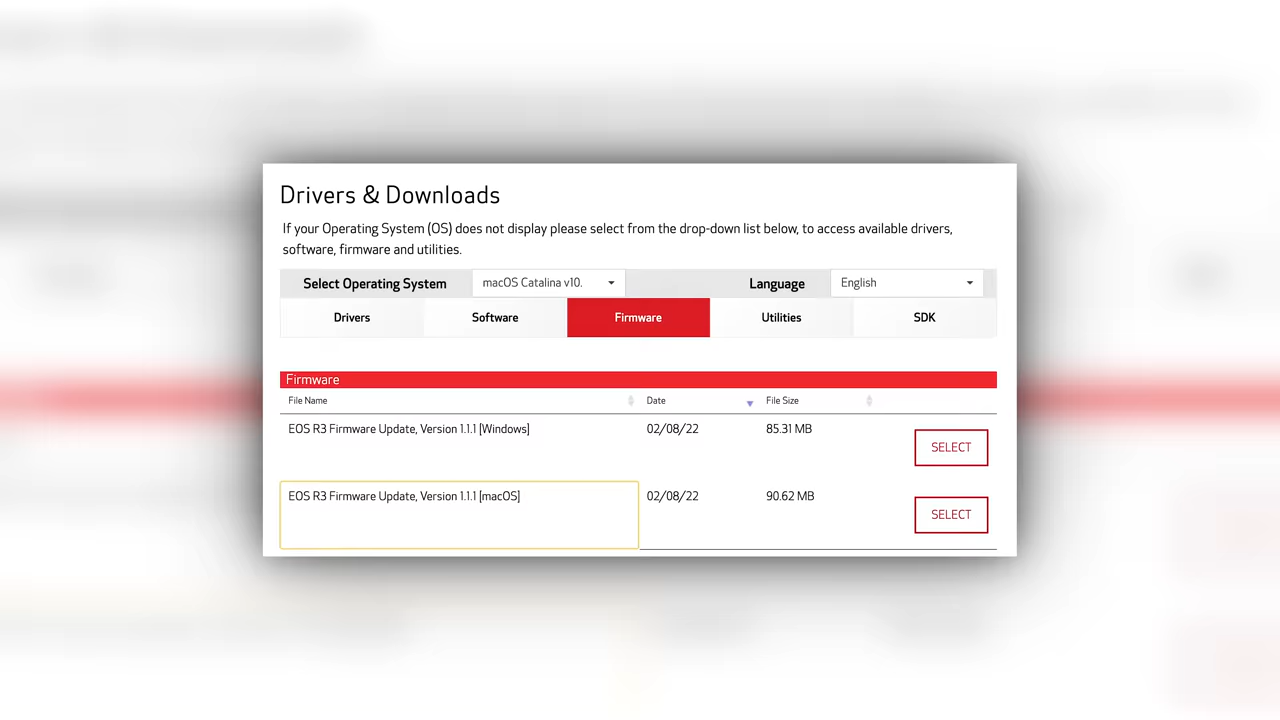 Drivers & Downloads
If your Operating System (OS) does not display please select from the drop-down list below, to access available drivers,
software, firmware and utilities.
Select Operating System macOS Catalina v10. Language English
Drivers Software Firmware Utilities SDK
Firmware
File Name Date File Size
EOS R3 Firmware Update, Version 1.1.1 [Windows] 02/08/22 85.31 MB
SELECT
EOS R3 Firmware Update, Version 1.1.1 [macOS] 02/08/22 90.62 MB
SELECT